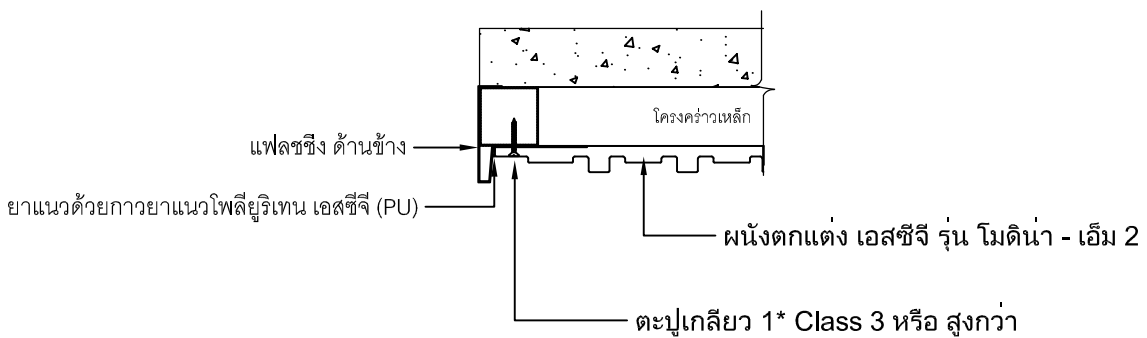 โครงคร่าวเหล็ก
แฟลชชิ่ง ด้านข้าง
ยาแนวด้วยกาวยาแนวโพลียูริเทน เอสซีจี (PU)
ผนังตกแต่ง เอสซีจี รุ่น โมดิน่า - เอ็ม 2
ตะปูเกลียว 1* Class 3 หรือ สูงกว่า